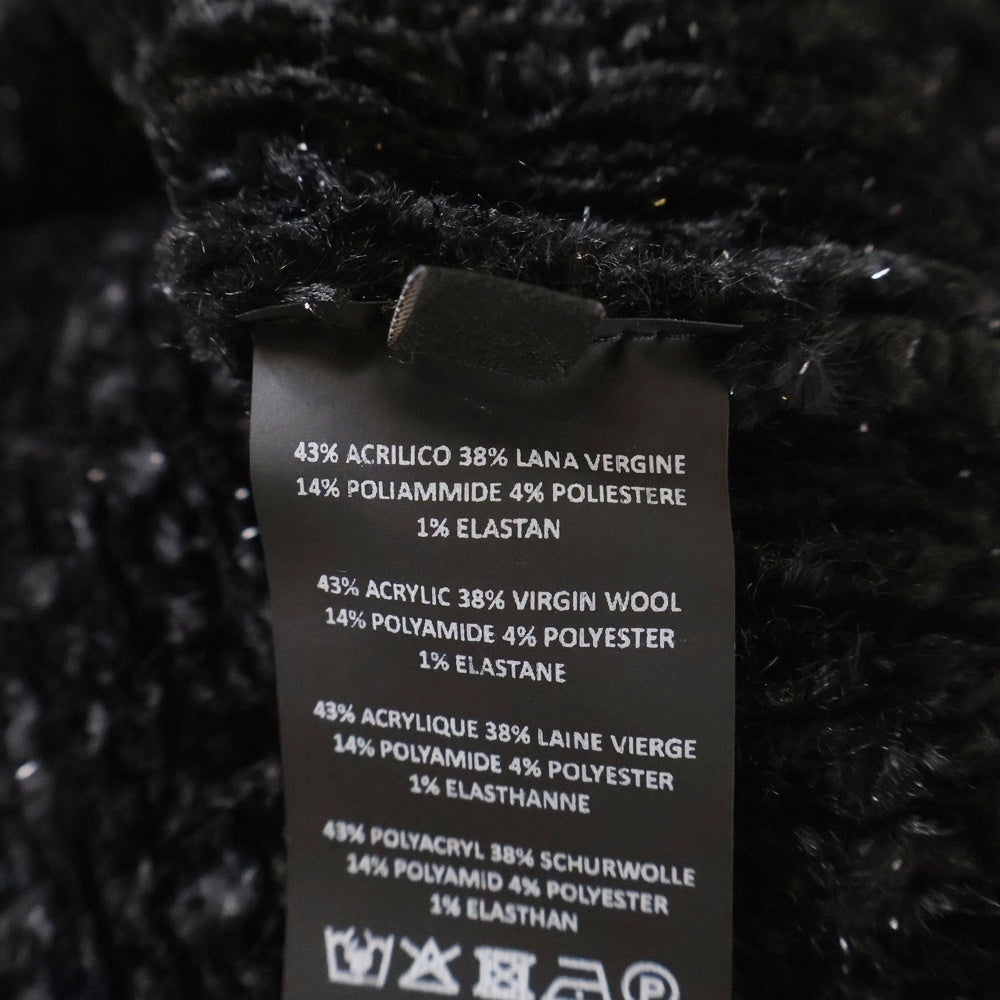 43% ACRILICO 38% LANA VERGINE
14% POLIAMMIDE 4% POLIESTERE
1% ELASTAN
43% ACRYLIC 38% VIRGIN WOOL
14% POLYAMIDE 4% POLYESTER
1% ELASTANE
43% ACRYLIQUE 38% LAINE VIERGE
14% POLYAMIDE 4% POLYESTER
1% ELASTHANNE
43% POLYACRYL 38% SCHURWOLLE
14% POLYAMID 4% POLYESTER
1% ELASTHAN
P